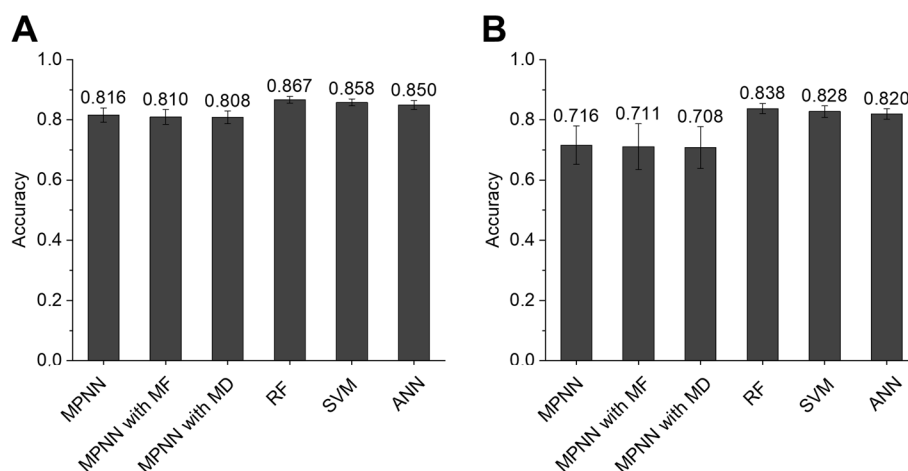 A
Accuracy
1.0
0.8
0.6
0.4
0.2
0.0
0.816
0.810
0.808
0.867
0.858
0.850
MPNN
MPNN with MF
MPNN with MD
RF
SVM
ANN
B
Accuracy
1.0
0.8
0.6
0.4
0.2
0.0
0.716
0.711
0.708
0.838
0.828
0.820
MPNN
MPNN with MF
MPNN with MD
RF
SVM
ANN